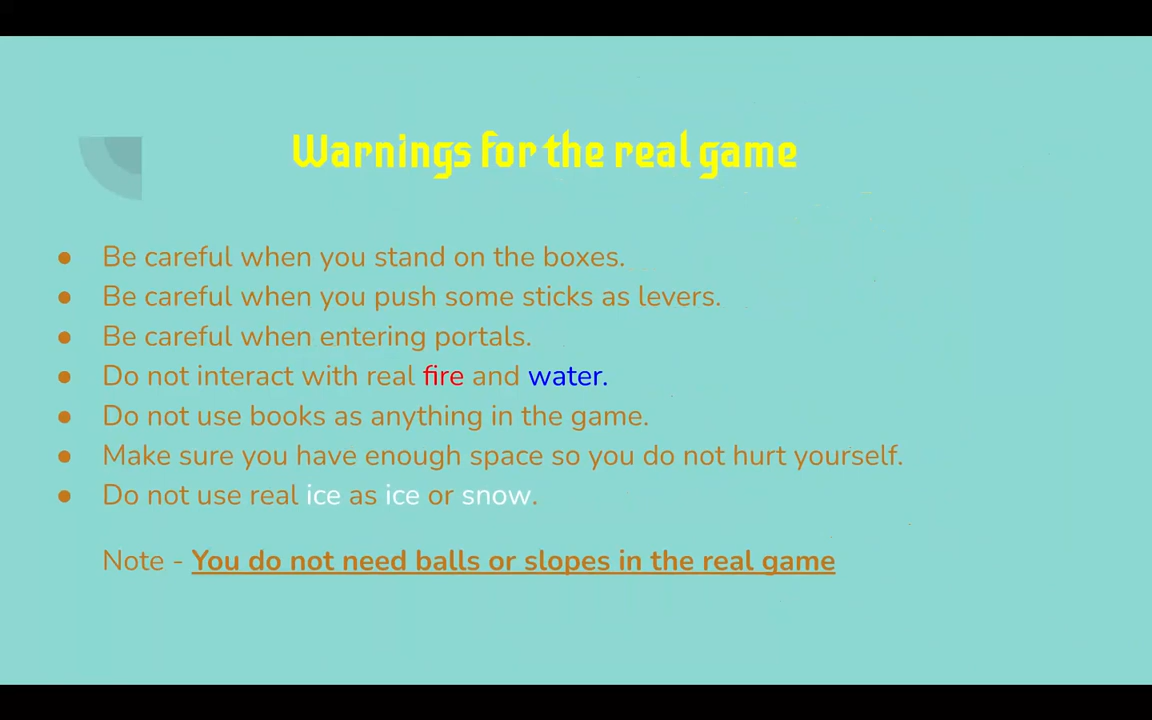 Warnings for the real game
● Be careful when you stand on the boxes.
● Be careful when you push some sticks as levers.
● Be careful when entering portals.
● Do not interact with real fire and water.
● Do not use books as anything in the game.
● Make sure you have enough space so you do not hurt yourself.
● Do not use real ice as ice or snow.
Note - You do not need balls or slopes in the real game